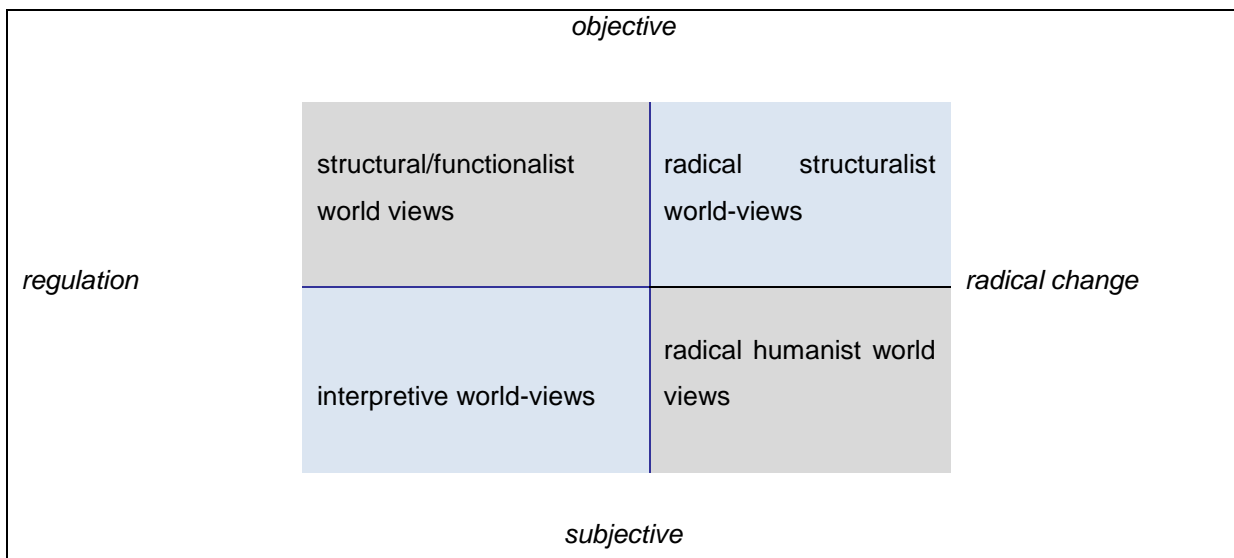 objective
structural/functionalist
world views
radical structuralist
world-views
regulation
radical change
interpretive world-views
radical humanist world
views
subjective